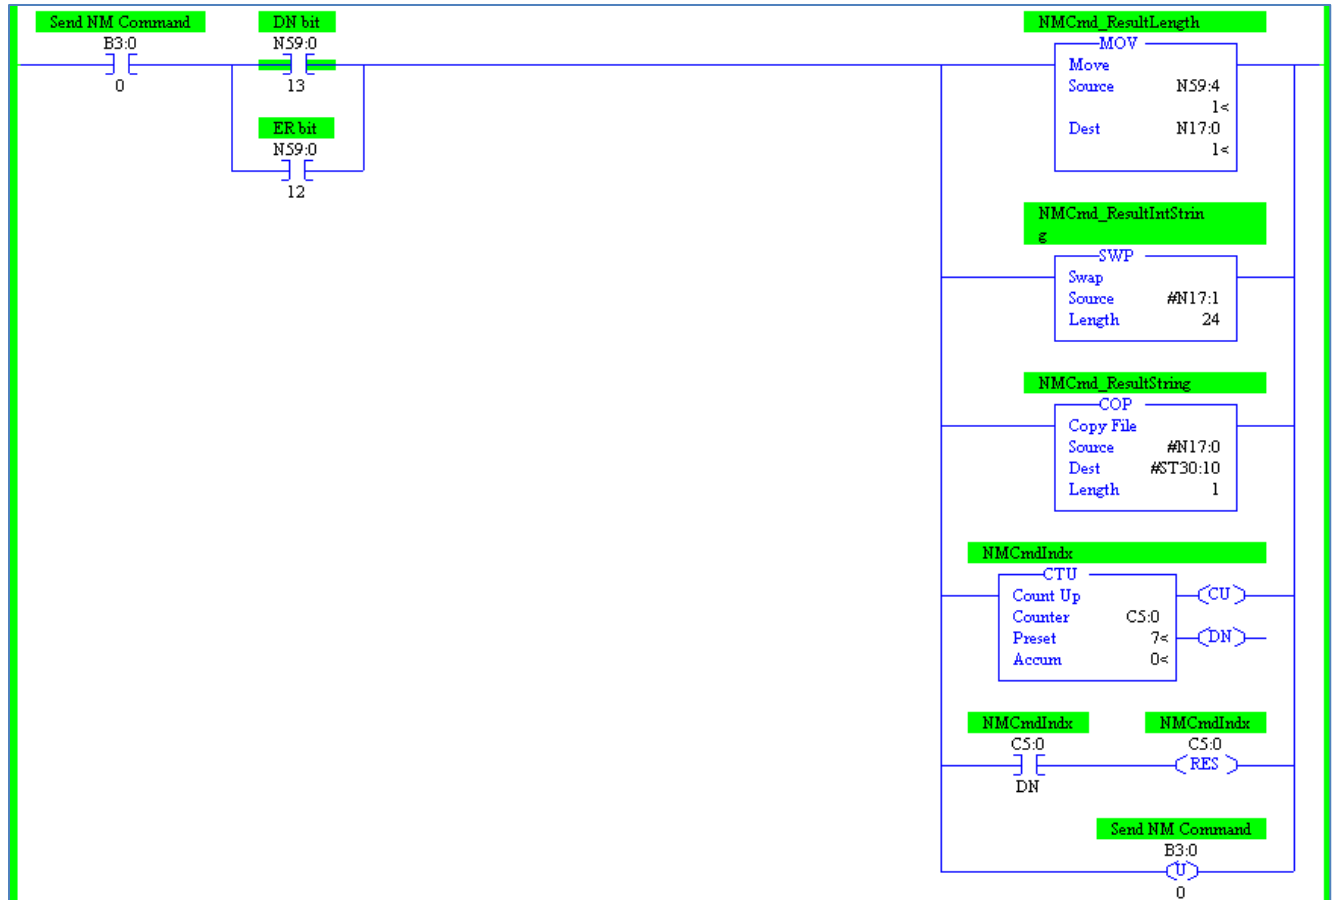 Send NM Command
B3:0
0
DN bit
N59:0
13
ER bit
N59:0
12
NMCmd_ResultLength
MOV
Move
Source N59:4
1<
Dest N17:0
1<
NMCmd_ResultIntStrin
g
SWP
Swap
Source #N17:1
Length 24
NMCmd_ResultString
COP
Copy File
Source #N17:0
Dest #ST30:10
Length 1
NMCmdIndx
CTU
Count Up CU
Counter C5:0
Preset 7< DN
Accum 0<
NMCmdIndx
C5:0
DN
NMCmdIndx
C5:0
RES
Send NM Command
B3:0
U
0